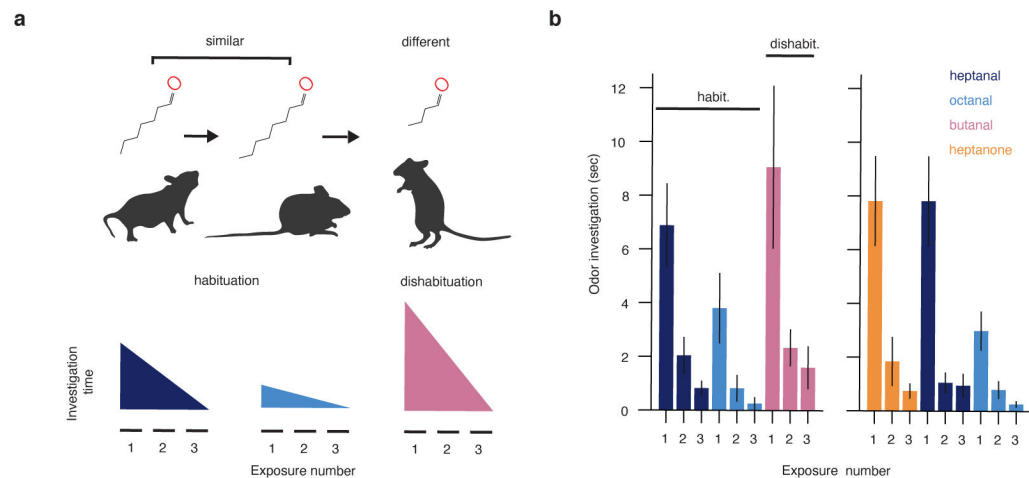 a
similar
different
habituation
dishabituation
Investigation
time
1 2 3 1 2 3 1 2 3
Exposure number
b
dishabit.
habit.
heptanal
octanal
butanal
heptanone
Odor investigation (sec)
12
10
8
6
4
2
0
1 2 3 1 2 3 1 2 3 1 2 3 1 2 3 1 2 3
Exposure number